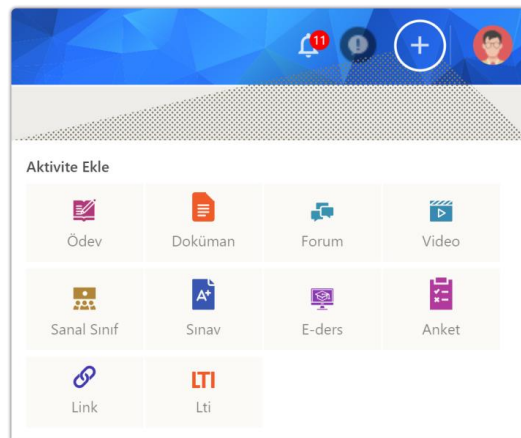 11
Aktivite Ekle
Ödev Doküman Forum Video
A+
Sanal Sınıf Sınav E-ders Anket
LTI
Link Lti